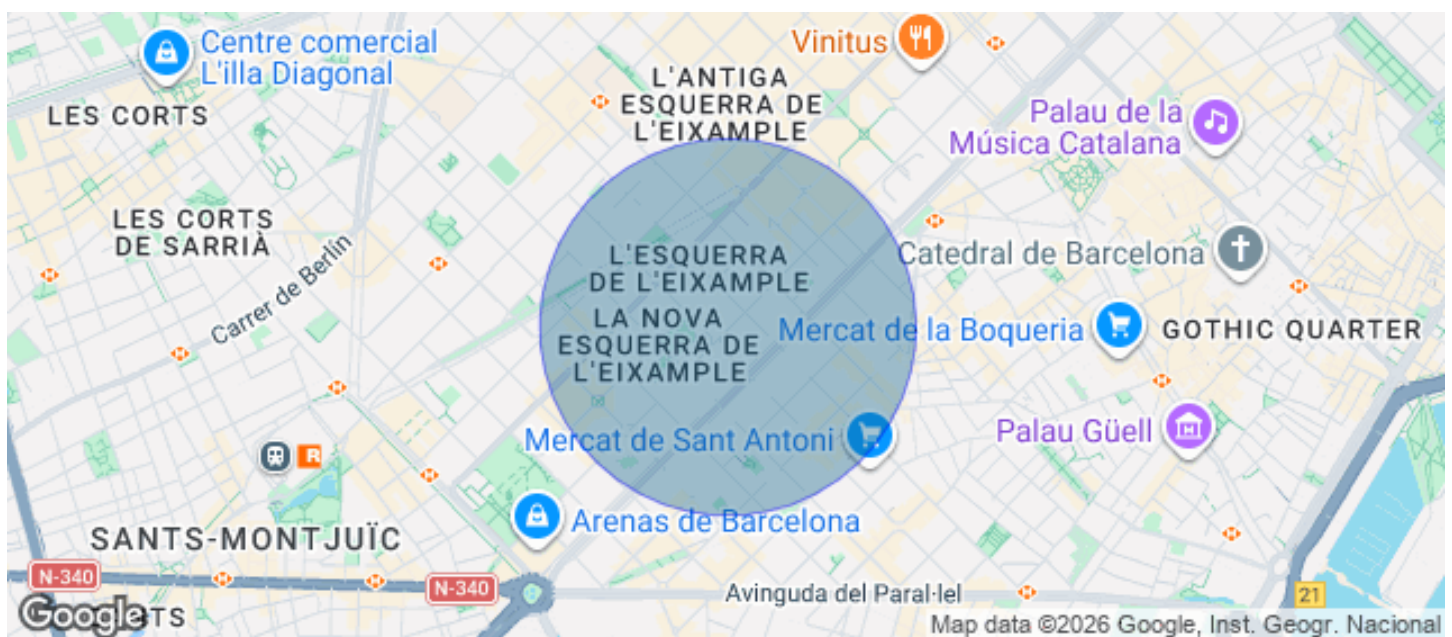 Centre comercial
L'illa Diagonal
Vinitus
L'ANTIGA
ESQUERRA DE
L'EIXAMPLE
LES CORTS
Palau de la
Música Catalana
LES CORTS
DE SARRIÀ
Carrer de Berlín
L'ESQUERRA
DE L'EIXAMPLE
Catedral de Barcelona
LA NOVA
ESQUERRA DE
L'EIXAMPLE
Mercat de la Boqueria
GOTHIC QUARTER
Mercat de Sant Antoni
Palau Güell
R
Arenas de Barcelona
SANTS-MONTJUÏC
N-340
N-340
Avinguda del Paral·lel
21
Google
Map data ©2026 Google, Inst. Geogr. Nacional